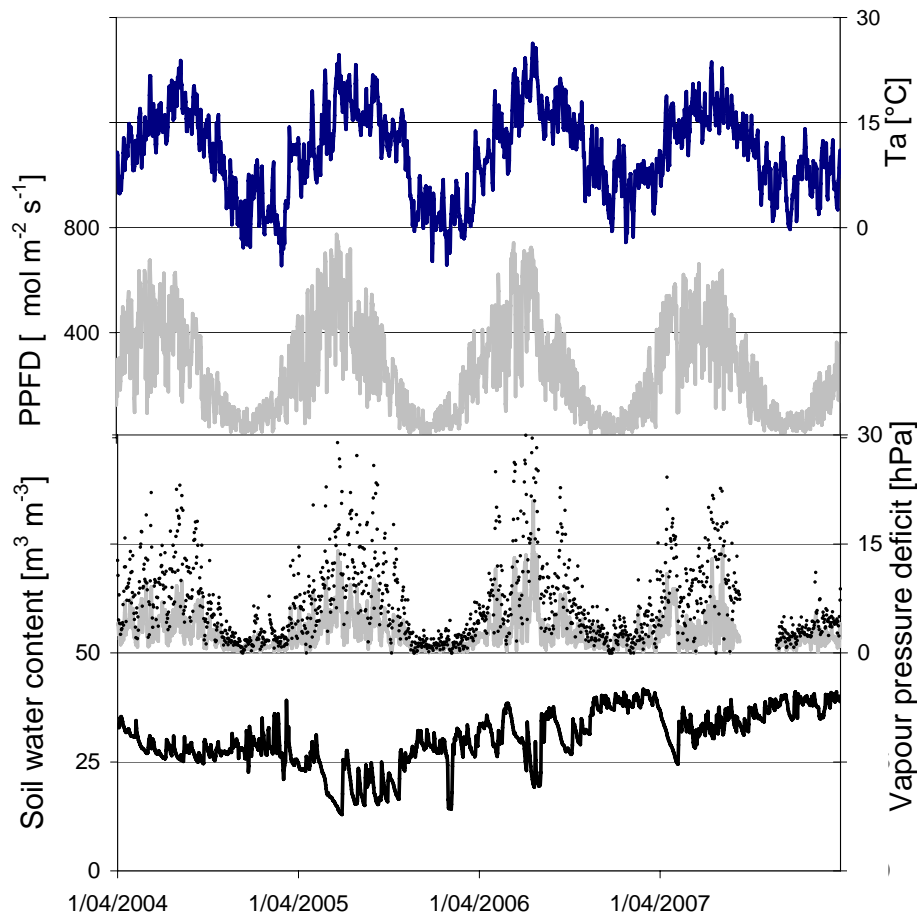 30
15
0
Ta [°C]
800
400
PPFD [ mol m-2 s-1]
30
15
0
Vapour pressure deficit [hPa]
50
25
0
Soil water content [m3 m-3]
)
1/04/2004 1/04/2005 1/04/2006 1/04/2007